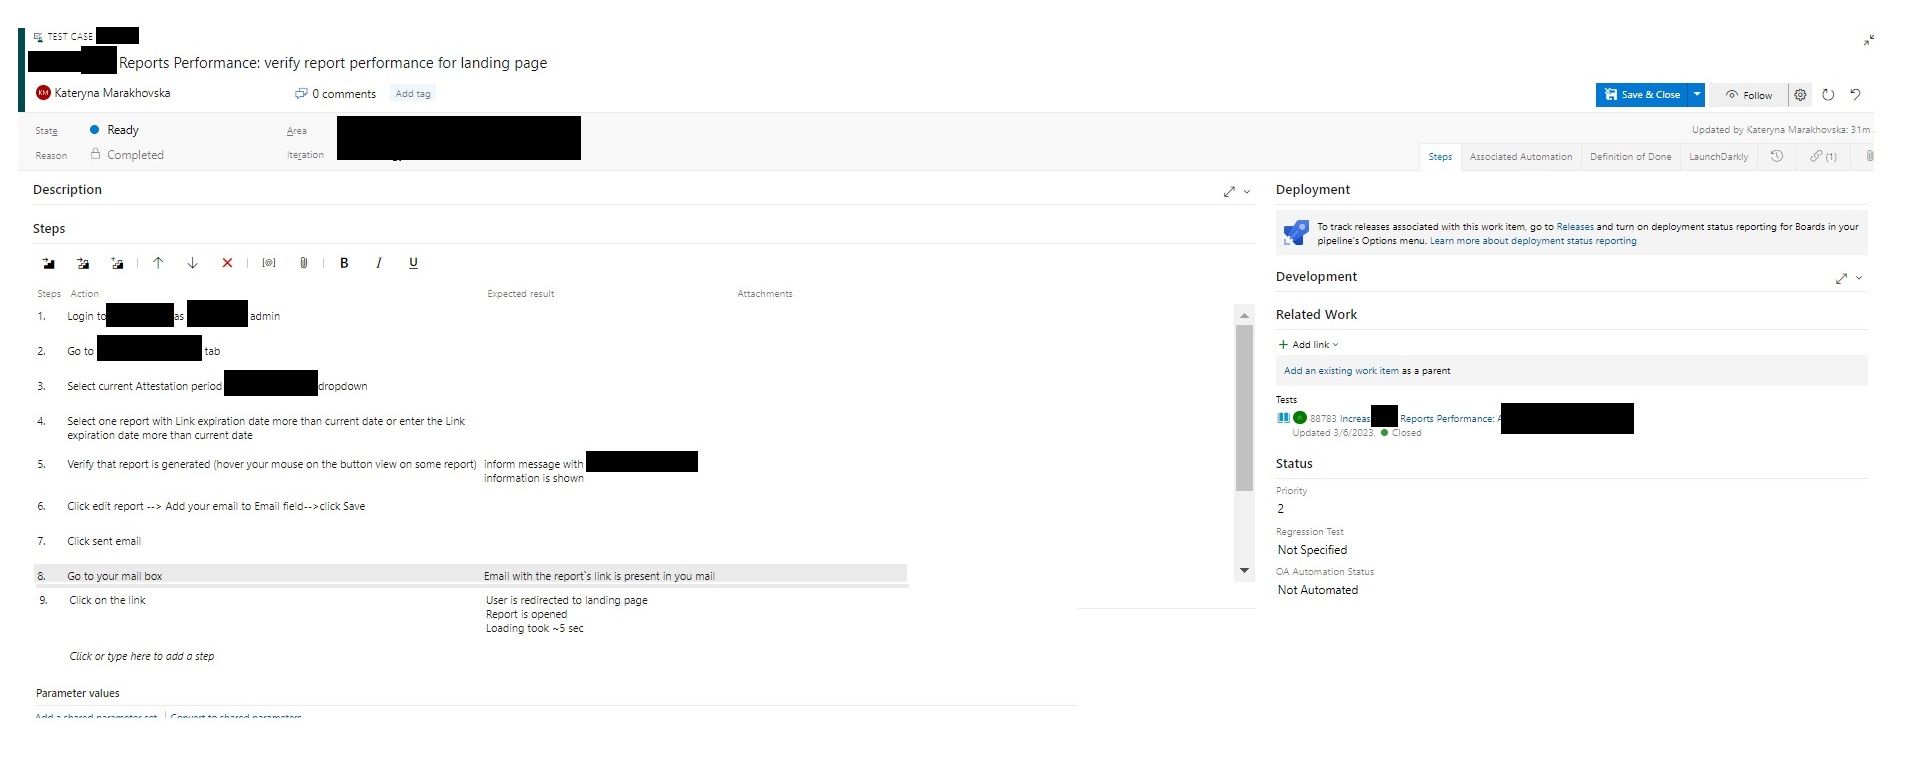 TEST CASE
Reports Performance: verify report performance for landing page
KM Kateryna Marakhovska
0 comments
Add tag
Save & Close
Follow
State
Ready
Area
Updated by Kateryna Marakhovska: 31m
Reason
Completed
Iteration
Steps
Associated Automation
Definition of Done
LaunchDarkly
(1)
Description
Steps
[@]
B
I
U
Steps Action Expected result Attachments
1. Login to as admin
2. Go to tab
3. Select current Attestation period dropdown
4. Select one report with Link expiration date more than current date or enter the Link
expiration date more than current date
5. Verify that report is generated (hover your mouse on the button view on some report) inform message with
information is shown
6. Click edit report --> Add your email to Email field-->click Save
7. Click sent email
8. Go to your mail box Email with the report`s link is present in you mail
9. Click on the link User is redirected to landing page
Report is opened
Loading took ~5 sec
Click or type here to add a step
Parameter values
Add a shared parameter set | Convert to shared parameters
Deployment
To track releases associated with this work item, go to Releases and turn on deployment status reporting for Boards in your
pipeline's Options menu. Learn more about deployment status reporting
Development
Related Work
+ Add link
Add an existing work item as a parent
Tests
88783 Increas Reports Performance: A
Updated 3/6/2023, Closed
Status
Priority
2
Regression Test
Not Specified
OA Automation Status
Not Automated